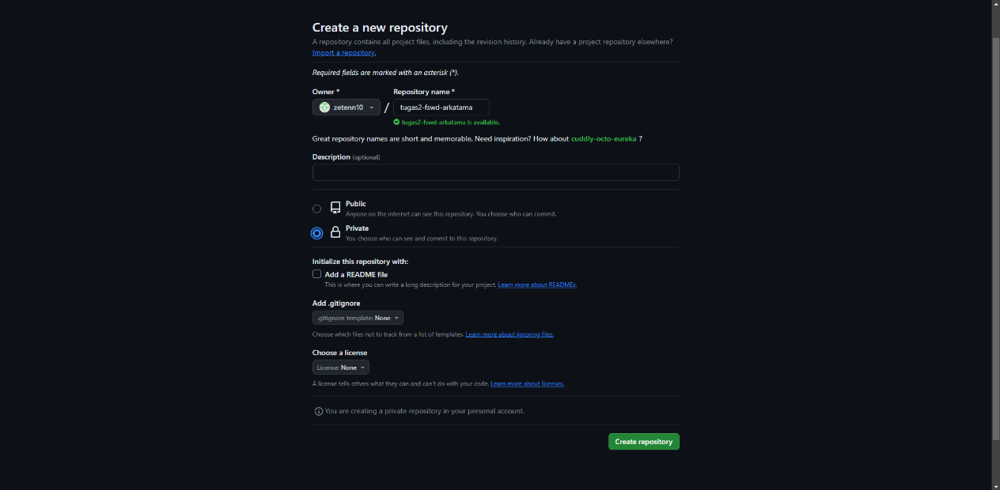 Create a new repository
A repository contains all project files, including the revision history. Already have a project repository elsewhere?
Import a repository.
Required fields are marked with an asterisk (*).
Owner * Repository name *
zetenn10 / tugas2-fswd-arkatama
tugas2-fswd-arkatama is available.
Great repository names are short and memorable. Need inspiration? How about cuddly-octo-eureka ?
Description (optional)
Public
Anyone on the internet can see this repository. You choose who can commit.
Private
You choose who can see and commit to this repository.
Initialize this repository with:
Add a README file
This is where you can write a long description for your project. Learn more about READMEs.
Add .gitignore
.gitignore template: None
Choose which files not to track from a list of templates. Learn more about ignoring files.
Choose a license
License: None
A license tells others what they can and can't do with your code. Learn more about licenses.
You are creating a private repository in your personal account.
Create repository